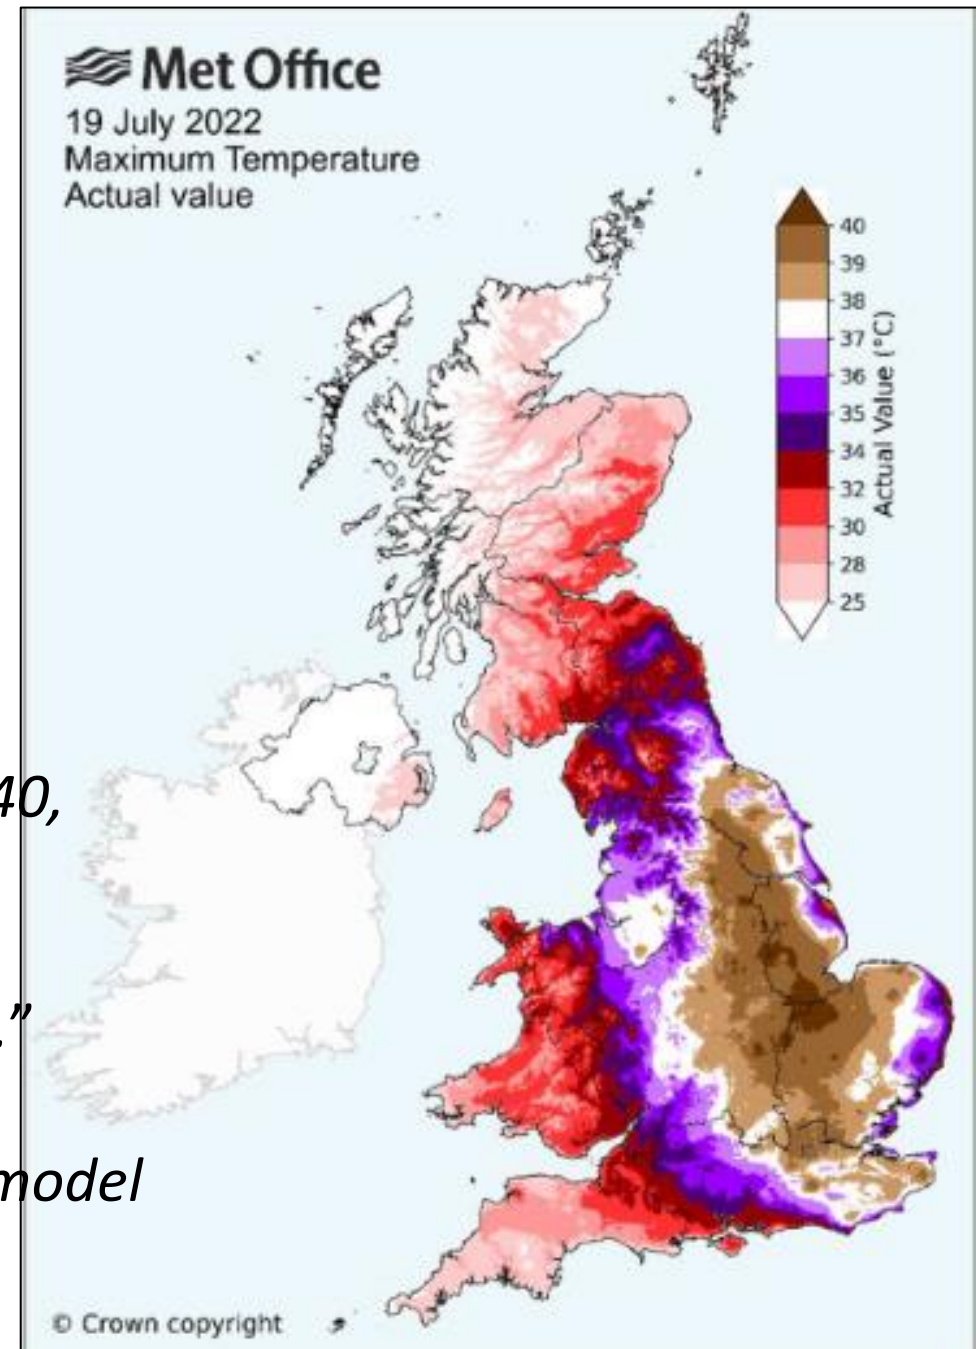 Met Office
19 July 2022
Maximum Temperature
Actual value
40
39
38
37
36
35
34
32
30
28
25
Actual Value (°C)
40,
.”
model
© Crown copyright